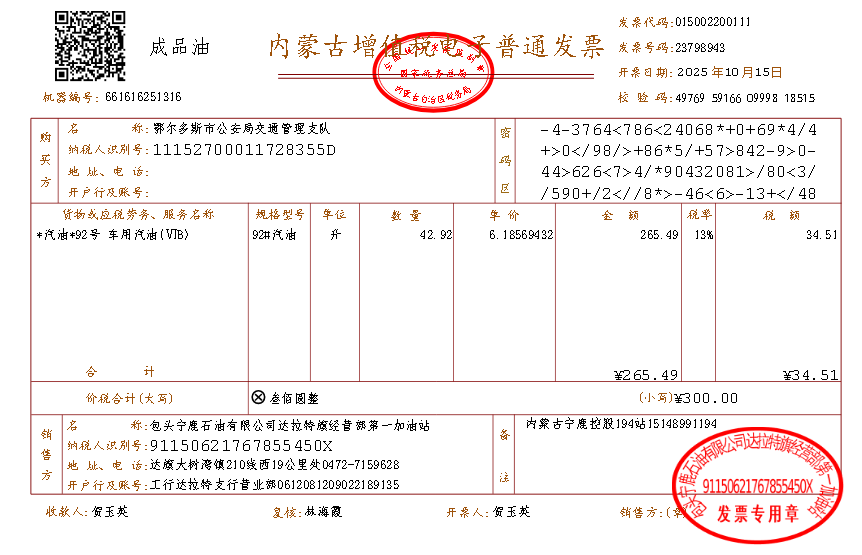 成品油
内蒙古增值税电子普通发票
国家税务总局
内蒙古自治区税务局
发票代码:015002200111
发票号码:23798943
开票日期: 2025 年10 月15日
校 验 码:49769 59166 09998 18515
机器编号: 661616251316
购买方
名 称:鄂尔多斯市公安局交通管理支队
纳税人识别号:11152700011728355D
地 址、电 话:
开户行及账号:
密码区
-4-3764<786<24068*+0+69*4/4
+>0</98/>+86*5/+57>842-9>0-
44>626<7>4/*90432081>/80<3/
/590+/2<//8*>-46<6>-13+</48
货物或应税劳务、服务名称 规格型号 单位 数 量 单 价 金 额 税率 税 额
*汽油*92号 车用汽油(ⅥB) 92#汽油 升 42.92 6.18569432 265.49 13% 34.51
合 计 ¥265.49 ¥34.51
价税合计(大写) ⊗叁佰圆整 (小写)¥300.00
销售方
名 称:包头宁鹿石油有限公司达拉特旗经营部第一加油站
纳税人识别号:91150621767855450X
地 址、电 话:达旗大树湾镇210线西19公里处0472-7159628
开户行及账号:工行达拉特支行营业部0612081209022189135
备注
内蒙古宁鹿控股194站15148991194
收款人:贺玉英 复核:林海霞 开票人:贺玉英 销售方:(章)
包头宁鹿石油有限公司达拉特旗经营部第一加油站
91150621767855450X
发票专用章